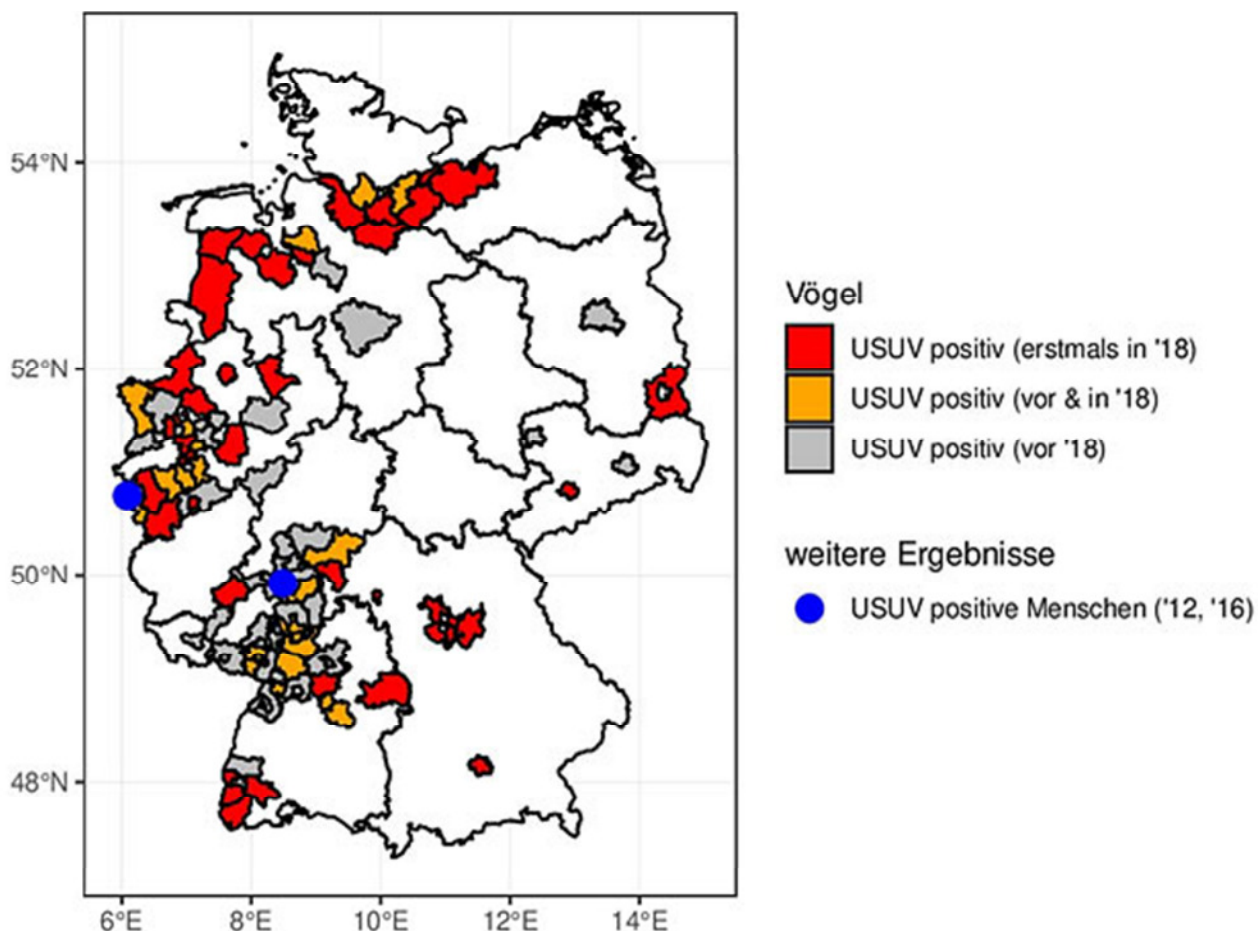 54°N
52°N
50°N
48°N
6°E 8°E 10°E 12°E 14°E
Vögel
USUV positiv (erstmals in '18)
USUV positiv (vor & in '18)
USUV positiv (vor '18)
weitere Ergebnisse
USUV positive Menschen ('12, '16)